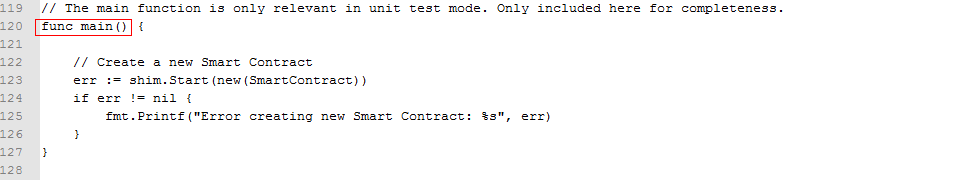 119 // The main function is only relevant in unit test mode. Only included here for completeness.
120 func main() {
121
122     // Create a new Smart Contract
123     err := shim.Start(new(SmartContract))
124     if err != nil {
125         fmt.Printf("Error creating new Smart Contract: %s", err)
126     }
127 }
128